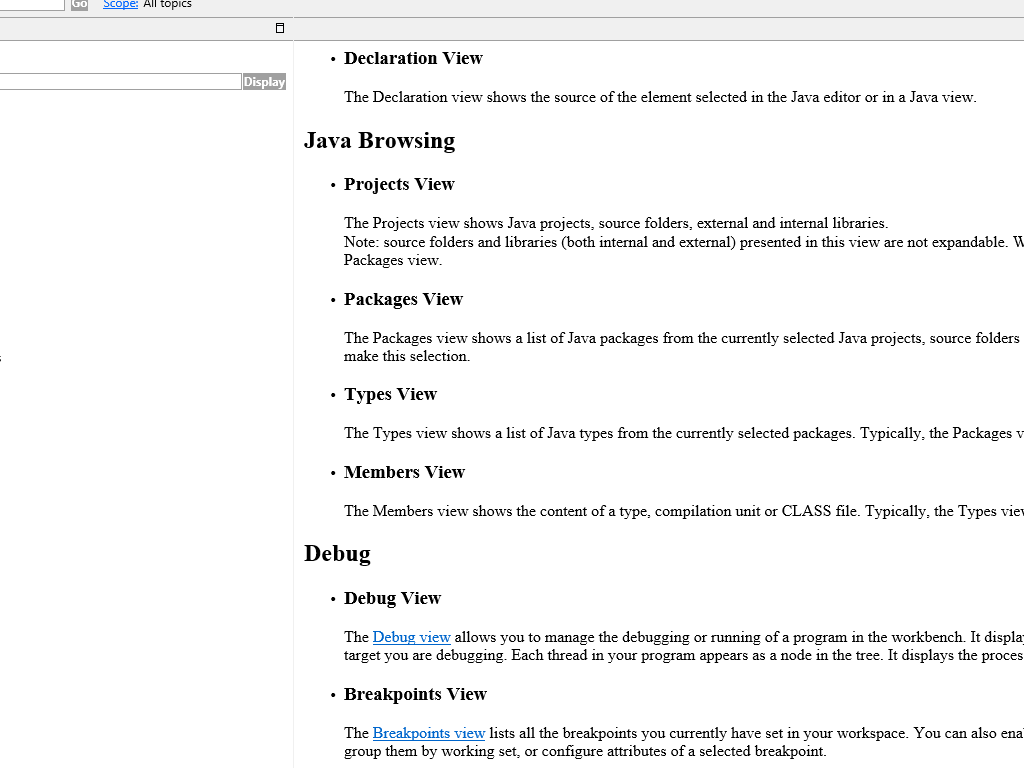 Go Scope: All topics
Display
• Declaration View
The Declaration view shows the source of the element selected in the Java editor or in a Java view.
Java Browsing
• Projects View
The Projects view shows Java projects, source folders, external and internal libraries.
Note: source folders and libraries (both internal and external) presented in this view are not expandable. W
Packages view.
• Packages View
The Packages view shows a list of Java packages from the currently selected Java projects, source folders
make this selection.
• Types View
The Types view shows a list of Java types from the currently selected packages. Typically, the Packages v
• Members View
The Members view shows the content of a type, compilation unit or CLASS file. Typically, the Types view
Debug
• Debug View
The Debug view allows you to manage the debugging or running of a program in the workbench. It display
target you are debugging. Each thread in your program appears as a node in the tree. It displays the proces
• Breakpoints View
The Breakpoints view lists all the breakpoints you currently have set in your workspace. You can also enab
group them by working set, or configure attributes of a selected breakpoint.